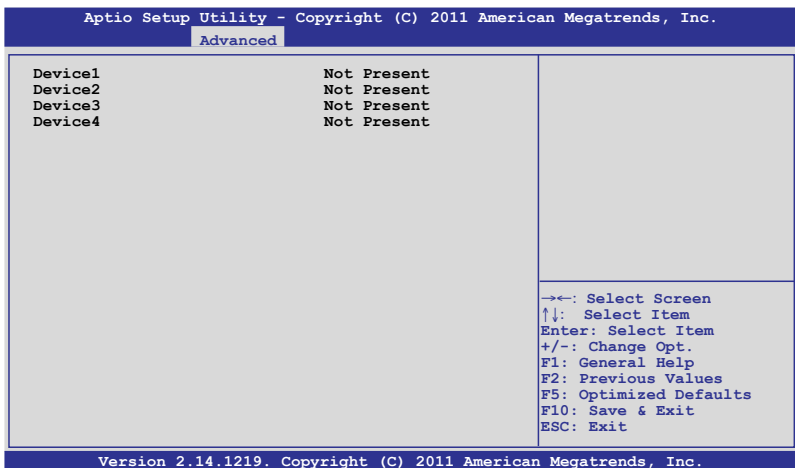 Aptio Setup Utility - Copyright (C) 2011 American Megatrends, Inc.
Advanced
Device1 Not Present
Device2 Not Present
Device3 Not Present
Device4 Not Present
→←: Select Screen
↑↓: Select Item
Enter: Select Item
+/-: Change Opt.
F1: General Help
F2: Previous Values
F5: Optimized Defaults
F10: Save & Exit
ESC: Exit
Version 2.14.1219. Copyright (C) 2011 American Megatrends, Inc.